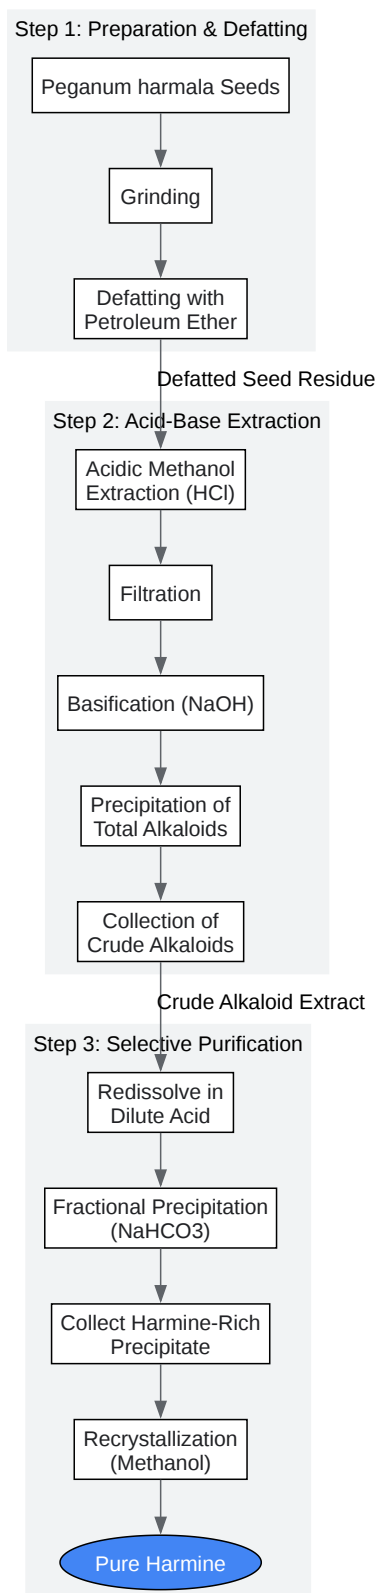 Step 1: Preparation & Defatting
Peganum harmala Seeds
Grinding
Defatting with
Petroleum Ether
Defatted Seed Residue
Step 2: Acid-Base Extraction
Acidic Methanol
Extraction (HCl)
Filtration
Basification (NaOH)
Precipitation of
Total Alkaloids
Collection of
Crude Alkaloids
Crude Alkaloid Extract
Step 3: Selective Purification
Redissolve in
Dilute Acid
Fractional Precipitation
(NaHCO3)
Collect Harmine-Rich
Precipitate
Recrystallization
(Methanol)
Pure Harmine